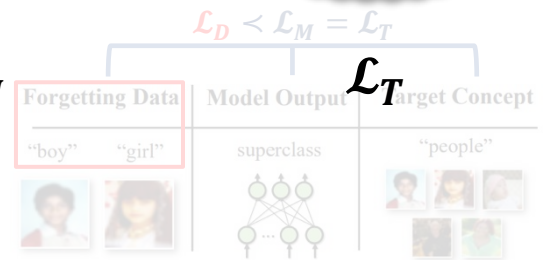 ℒ_D < ℒ_M = ℒ_T
ℒ_T
Forgetting Data Model Output Target Concept
"boy" "girl" superclass "people"
...